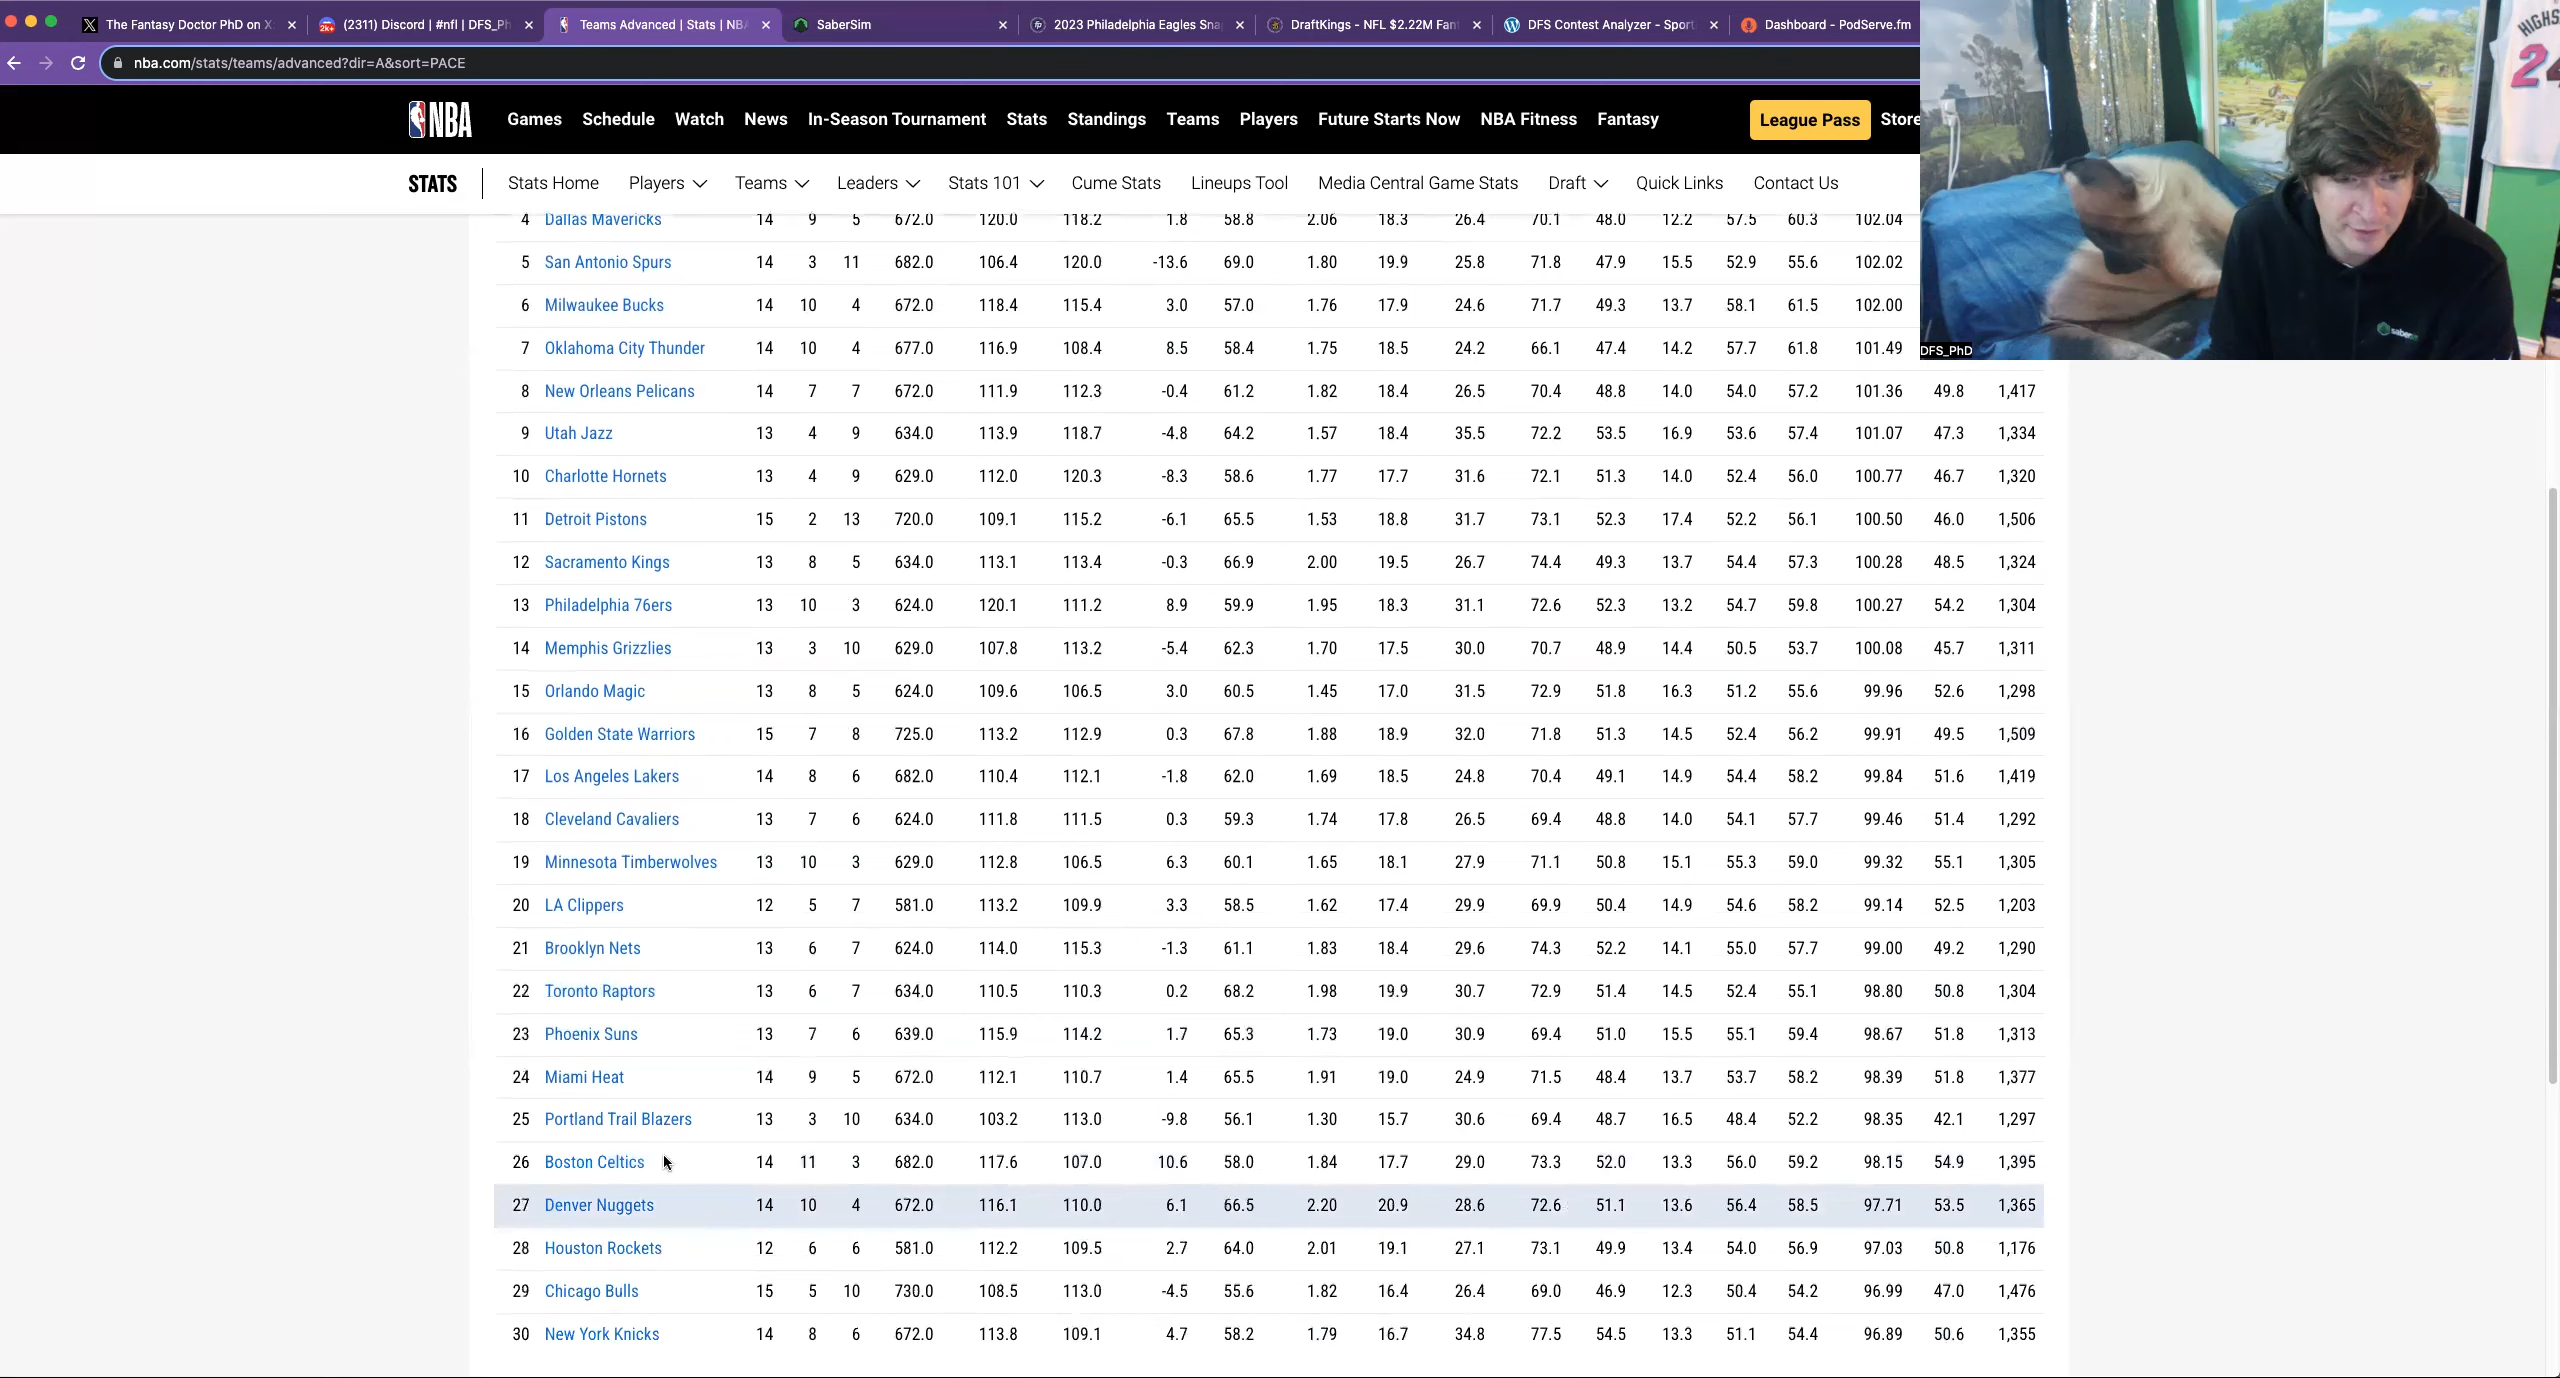 The Fantasy Doctor PhD on X
(2311) Discord | #nfl | DFS_Ph
Teams Advanced | Stats | NBA
SaberSim
2023 Philadelphia Eagles Sna
DraftKings - NFL $2.22M Fan
DFS Contest Analyzer - Sport
Dashboard - PodServe.fm
nba.com/stats/teams/advanced?dir=A&sort=PACE
NBA Games Schedule Watch News In-Season Tournament Stats Standings Teams Players Future Starts Now NBA Fitness Fantasy League Pass Store
STATS Stats Home Players Teams Leaders Stats 101 Cume Stats Lineups Tool Media Central Game Stats Draft Quick Links Contact Us
4 Dallas Mavericks 14 9 5 672.0 120.0 118.2 1.8 58.8 2.06 18.3 26.4 70.1 48.0 12.2 57.5 60.3 102.04
5 San Antonio Spurs 14 3 11 682.0 106.4 120.0 -13.6 69.0 1.80 19.9 25.8 71.8 47.9 15.5 52.9 55.6 102.02
6 Milwaukee Bucks 14 10 4 672.0 118.4 115.4 3.0 57.0 1.76 17.9 24.6 71.7 49.3 13.7 58.1 61.5 102.00
7 Oklahoma City Thunder 14 10 4 677.0 116.9 108.4 8.5 58.4 1.75 18.5 24.2 66.1 47.4 14.2 57.7 61.8 101.49
8 New Orleans Pelicans 14 7 7 672.0 111.9 112.3 -0.4 61.2 1.82 18.4 26.5 70.4 48.8 14.0 54.0 57.2 101.36 49.8 1,417
9 Utah Jazz 13 4 9 634.0 113.9 118.7 -4.8 64.2 1.57 18.4 35.5 72.2 53.5 16.9 53.6 57.4 101.07 47.3 1,334
10 Charlotte Hornets 13 4 9 629.0 112.0 120.3 -8.3 58.6 1.77 17.7 31.6 72.1 51.3 14.0 52.4 56.0 100.77 46.7 1,320
11 Detroit Pistons 15 2 13 720.0 109.1 115.2 -6.1 65.5 1.53 18.8 31.7 73.1 52.3 17.4 52.2 56.1 100.50 46.0 1,506
12 Sacramento Kings 13 8 5 634.0 113.1 113.4 -0.3 66.9 2.00 19.5 26.7 74.4 49.3 13.7 54.4 57.3 100.28 48.5 1,324
13 Philadelphia 76ers 13 10 3 624.0 120.1 111.2 8.9 59.9 1.95 18.3 31.1 72.6 52.3 13.2 54.7 59.8 100.27 54.2 1,304
14 Memphis Grizzlies 13 3 10 629.0 107.8 113.2 -5.4 62.3 1.70 17.5 30.0 70.7 48.9 14.4 50.5 53.7 100.08 45.7 1,311
15 Orlando Magic 13 8 5 624.0 109.6 106.5 3.0 60.5 1.45 17.0 31.5 72.9 51.8 16.3 51.2 55.6 99.96 52.6 1,298
16 Golden State Warriors 15 7 8 725.0 113.2 112.9 0.3 67.8 1.88 18.9 32.0 71.8 51.3 14.5 52.4 56.2 99.91 49.5 1,509
17 Los Angeles Lakers 14 8 6 682.0 110.4 112.1 -1.8 62.0 1.69 18.5 24.8 70.4 49.1 14.9 54.4 58.2 99.84 51.6 1,419
18 Cleveland Cavaliers 13 7 6 624.0 111.8 111.5 0.3 59.3 1.74 17.8 26.5 69.4 48.8 14.0 54.1 57.7 99.46 51.4 1,292
19 Minnesota Timberwolves 13 10 3 629.0 112.8 106.5 6.3 60.1 1.65 18.1 27.9 71.1 50.8 15.1 55.3 59.0 99.32 55.1 1,305
20 LA Clippers 12 5 7 581.0 113.2 109.9 3.3 58.5 1.62 17.4 29.9 69.9 50.4 14.9 54.6 58.2 99.14 52.5 1,203
21 Brooklyn Nets 13 6 7 624.0 114.0 115.3 -1.3 61.1 1.83 18.4 29.6 74.3 52.2 14.1 55.0 57.7 99.00 49.2 1,290
22 Toronto Raptors 13 6 7 634.0 110.5 110.3 0.2 68.2 1.98 19.9 30.7 72.9 51.4 14.5 52.4 55.1 98.80 50.8 1,304
23 Phoenix Suns 13 7 6 639.0 115.9 114.2 1.7 65.3 1.73 19.0 30.9 69.4 51.0 15.5 55.1 59.4 98.67 51.8 1,313
24 Miami Heat 14 9 5 672.0 112.1 110.7 1.4 65.5 1.91 19.0 24.9 71.5 48.4 13.7 53.7 58.2 98.39 51.8 1,377
25 Portland Trail Blazers 13 3 10 634.0 103.2 113.0 -9.8 56.1 1.30 15.7 30.6 69.4 48.7 16.5 48.4 52.2 98.35 42.1 1,297
26 Boston Celtics 14 11 3 682.0 117.6 107.0 10.6 58.0 1.84 17.7 29.0 73.3 52.0 13.3 56.0 59.2 98.15 54.9 1,395
27 Denver Nuggets 14 10 4 672.0 116.1 110.0 6.1 66.5 2.20 20.9 28.6 72.6 51.1 13.6 56.4 58.5 97.71 53.5 1,365
28 Houston Rockets 12 6 6 581.0 112.2 109.5 2.7 64.0 2.01 19.1 27.1 73.1 49.9 13.4 54.0 56.9 97.03 50.8 1,176
29 Chicago Bulls 15 5 10 730.0 108.5 113.0 -4.5 55.6 1.82 16.4 26.4 69.0 46.9 12.3 50.4 54.2 96.99 47.0 1,476
30 New York Knicks 14 8 6 672.0 113.8 109.1 4.7 58.2 1.79 16.7 34.8 77.5 54.5 13.3 51.1 54.4 96.89 50.6 1,355
HIGHS
24
saber
DFS_PhD